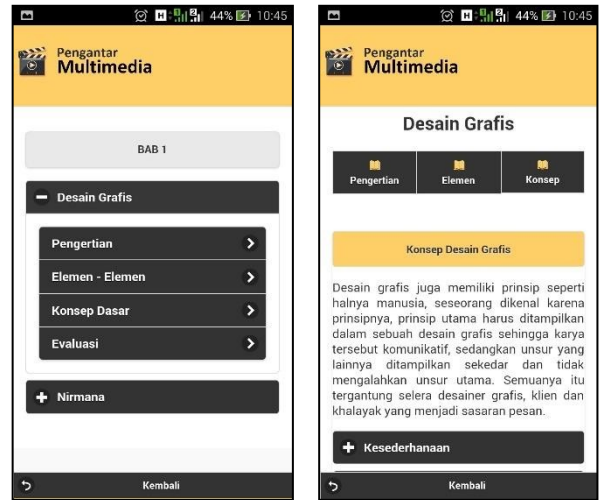 H 1 2 44% 10:45
Pengantar
Multimedia
BAB 1
Desain Grafis
Pengertian
Elemen - Elemen
Konsep Dasar
Evaluasi
Nirmana
Kembali
H 1 2 44% 10:45
Pengantar
Multimedia
Desain Grafis
Pengertian
Elemen
Konsep
Konsep Desain Grafis
Desain grafis juga memiliki prinsip seperti
halnya manusia, seseorang dikenal karena
prinsipnya, prinsip utama harus ditampilkan
dalam sebuah desain grafis sehingga karya
tersebut komunikatif, sedangkan unsur yang
lainnya ditampilkan sekedar dan tidak
mengalahkan unsur utama. Semuanya itu
tergantung selera desainer grafis, klien dan
khalayak yang menjadi sasaran pesan.
Kesederhanaan
Kembali